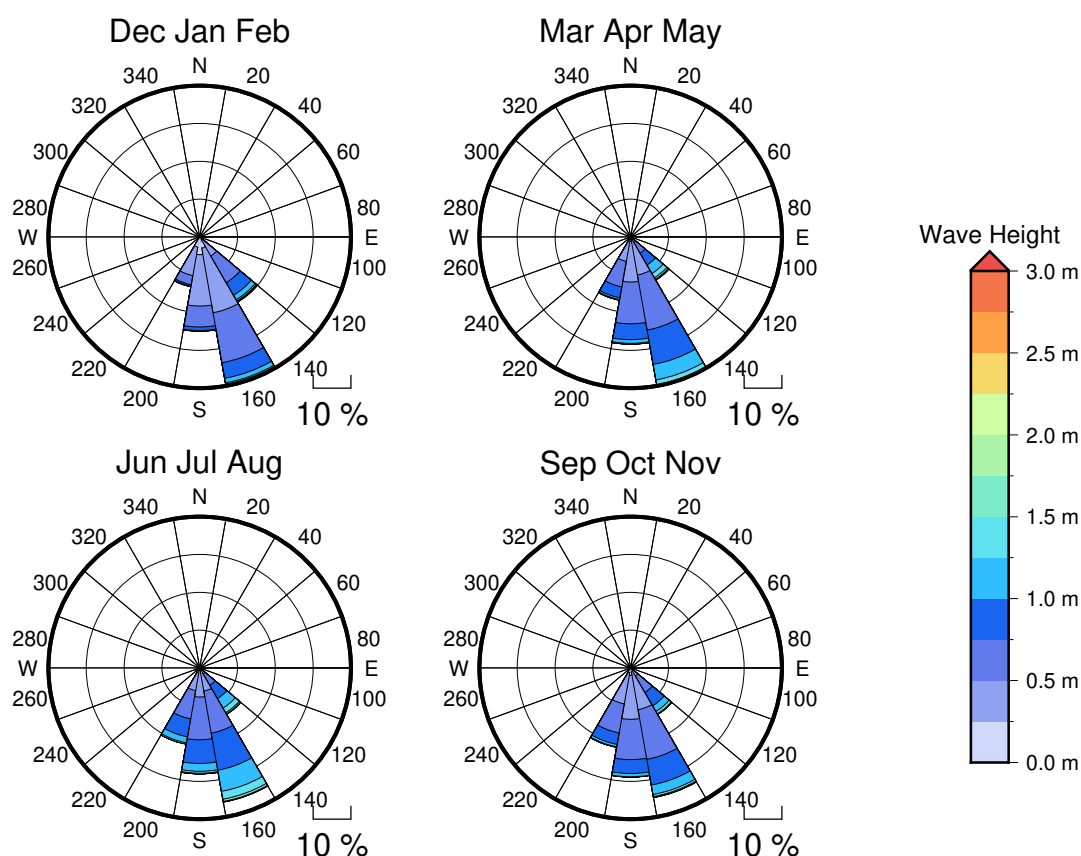 Dec Jan Feb
Mar Apr May
N
N
340
20
340
20
320
40
320
40
300
60
300
60
280
80
280
80
W
E
W
E
Wave Height
260
100
260
100
3.0 m
240
120
240
120
2.5 m
220
140
220
140
200
160
200
160
S
S
10 %
10 %
2.0 m
Jun Jul Aug
Sep Oct Nov
N
N
340
20
340
20
1.5 m
320
40
320
40
300
60
300
60
1.0 m
280
80
280
80
W
E
W
E
0.5 m
260
100
260
100
240
120
240
120
0.0 m
220
140
220
140
200
160
200
160
S
S
10 %
10 %